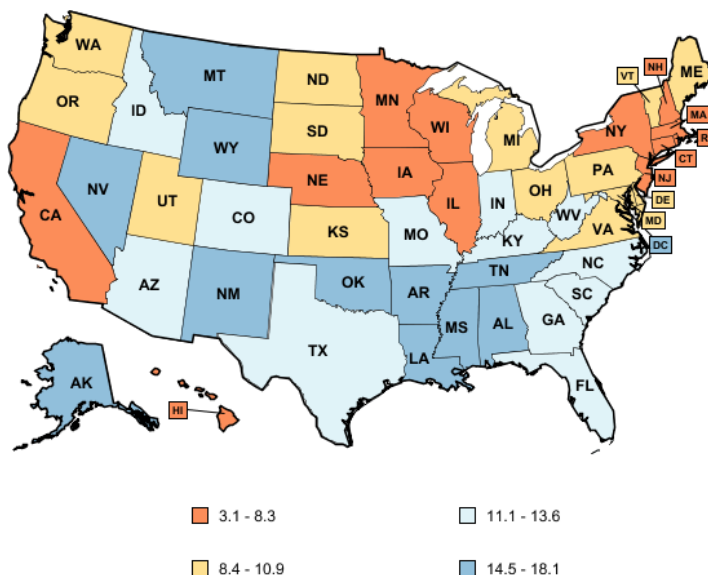 WA
ME
VT
NH
MT
ND
MN
OR
ID
MA
WI
NY
SD
MI
R
WY
CT
PA
IA
NJ
NE
OH
DE
NV
IL
IN
UT
MD
CA
CO
WV
VA
KS
MO
KY
DC
NC
TN
OK
AZ
NM
AR
SC
MS
AL
GA
TX
LA
FL
AK
HI
3.1 - 8.3
11.1 - 13.6
8.4 - 10.9
14.5 - 18.1